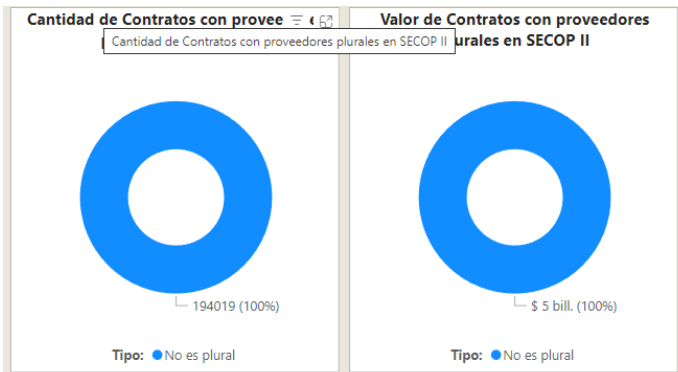 Cantidad de Contratos con provee
Cantidad de Contratos con proveedores plurales en SECOP II
194019 (100%)
Tipo: No es plural
Valor de Contratos con proveedores
urales en SECOP II
$ 5 bill. (100%)
Tipo: No es plural